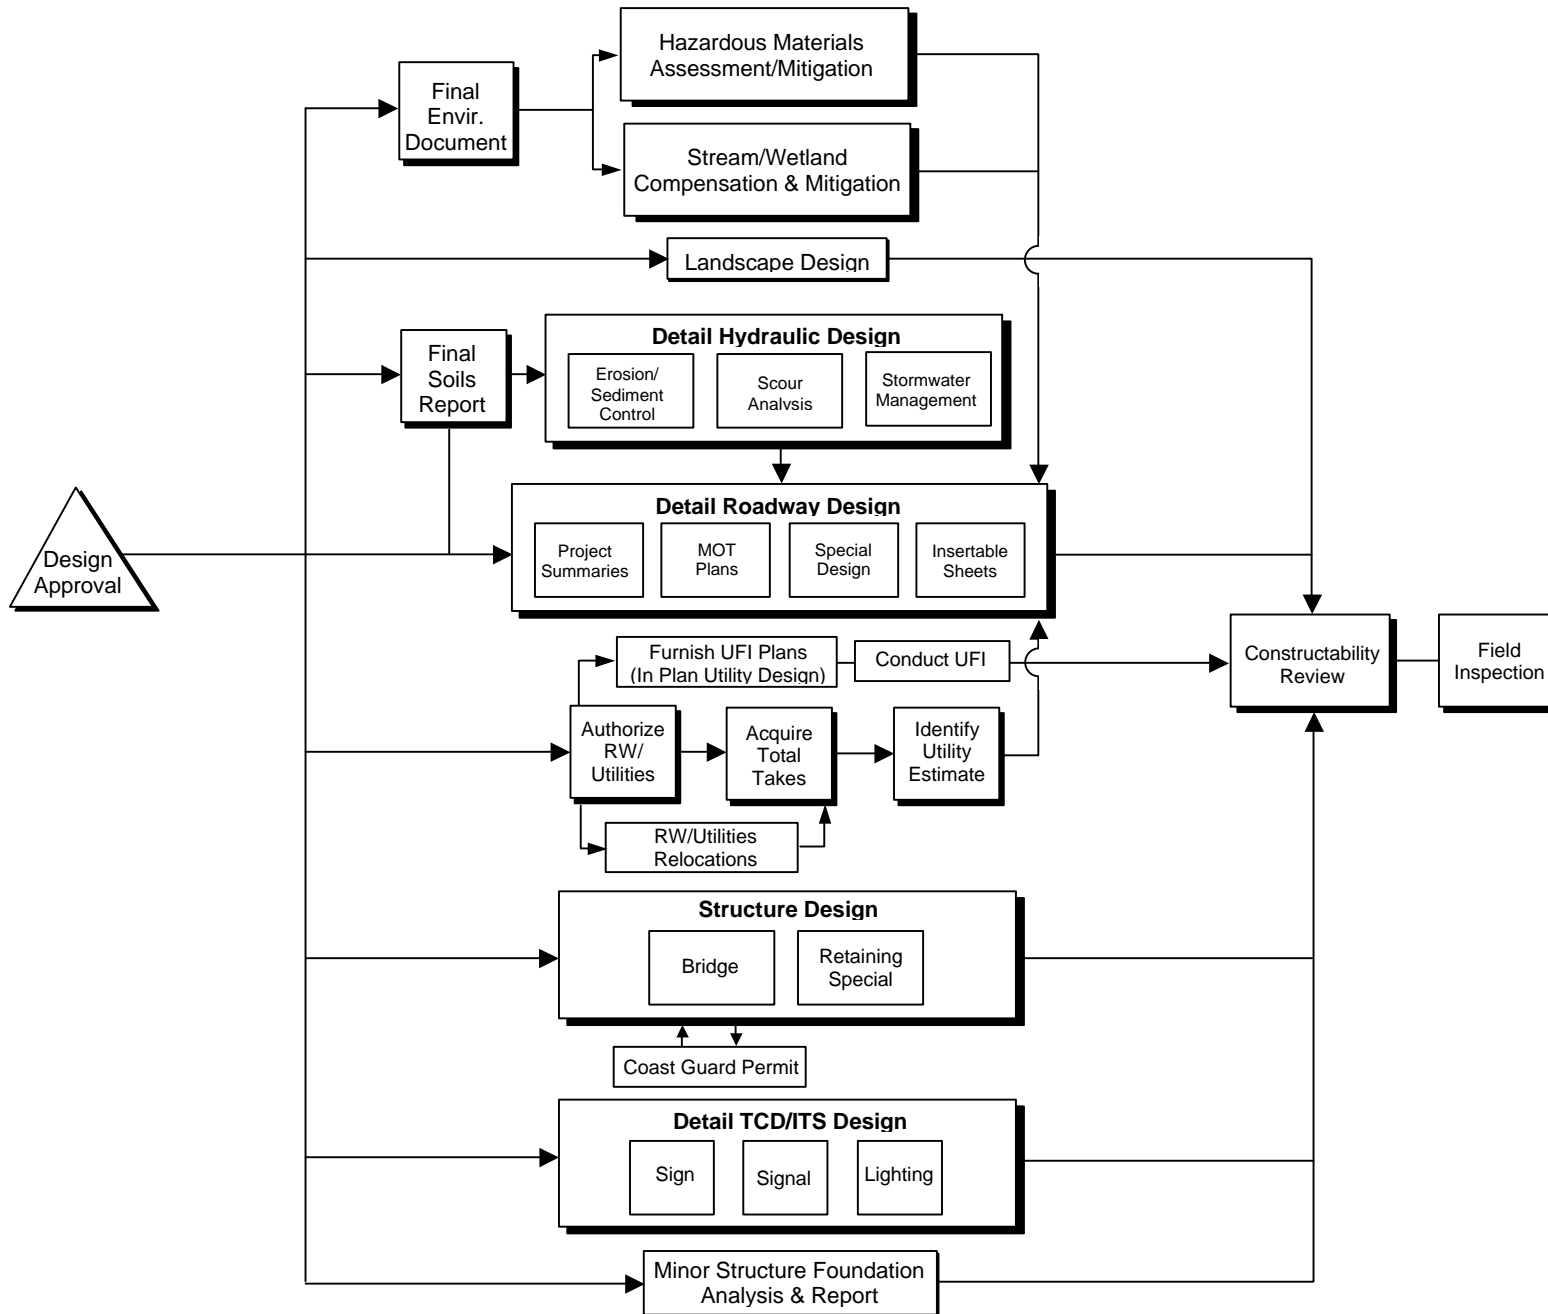 Hazardous Materials
Assessment/Mitigation
Final
Envir.
Document
Stream/Wetland
Compensation & Mitigation
Landscape Design
Detail Hydraulic Design
Final
Soils
Report
Erosion/
Sediment
Control
Scour
Analysis
Stormwater
Management
Detail Roadway Design
Project
Summaries
MOT
Plans
Special
Design
Insertable
Sheets
Design
Approval
Furnish UFI Plans
(In Plan Utility Design)
Conduct UFI
Constructability
Review
Field
Inspection
Authorize
RW/
Utilities
Acquire
Total
Takes
Identify
Utility
Estimate
RW/Utilities
Relocations
Structure Design
Bridge
Retaining
Special
Coast Guard Permit
Detail TCD/ITS Design
Sign
Signal
Lighting
Minor Structure Foundation
Analysis & Report